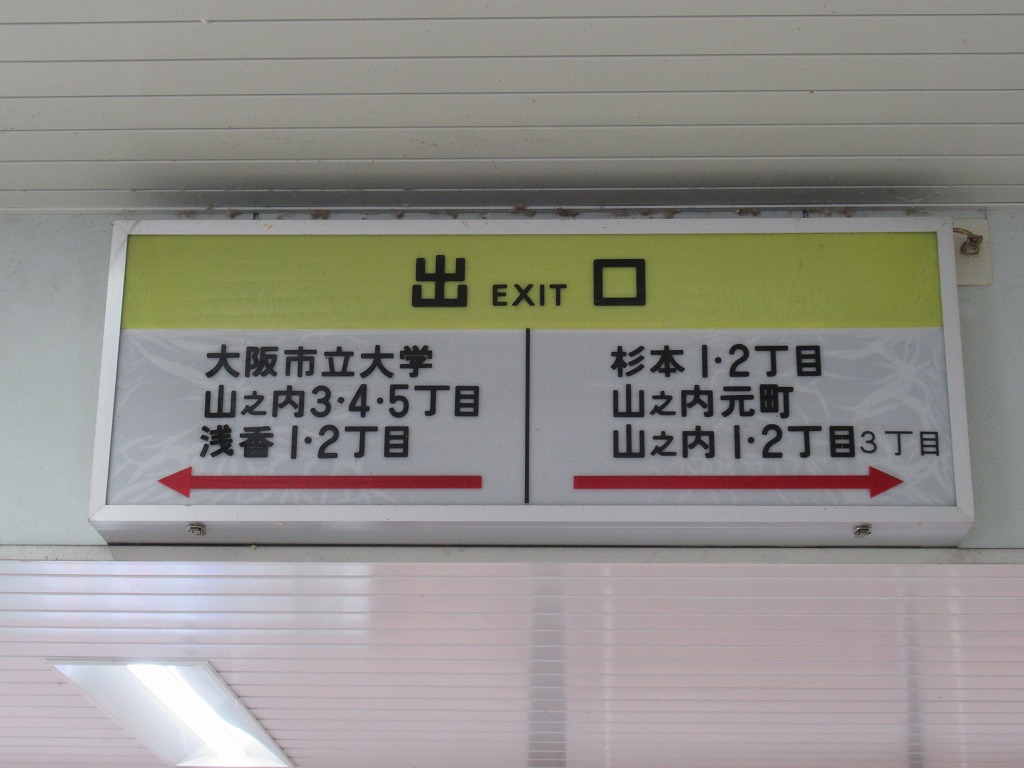 出 EXIT 口
大阪市立大学
山之内3·4·5丁目
浅香1·2丁目
杉本1·2丁目
山之内元町
山之内1·2丁目3丁目